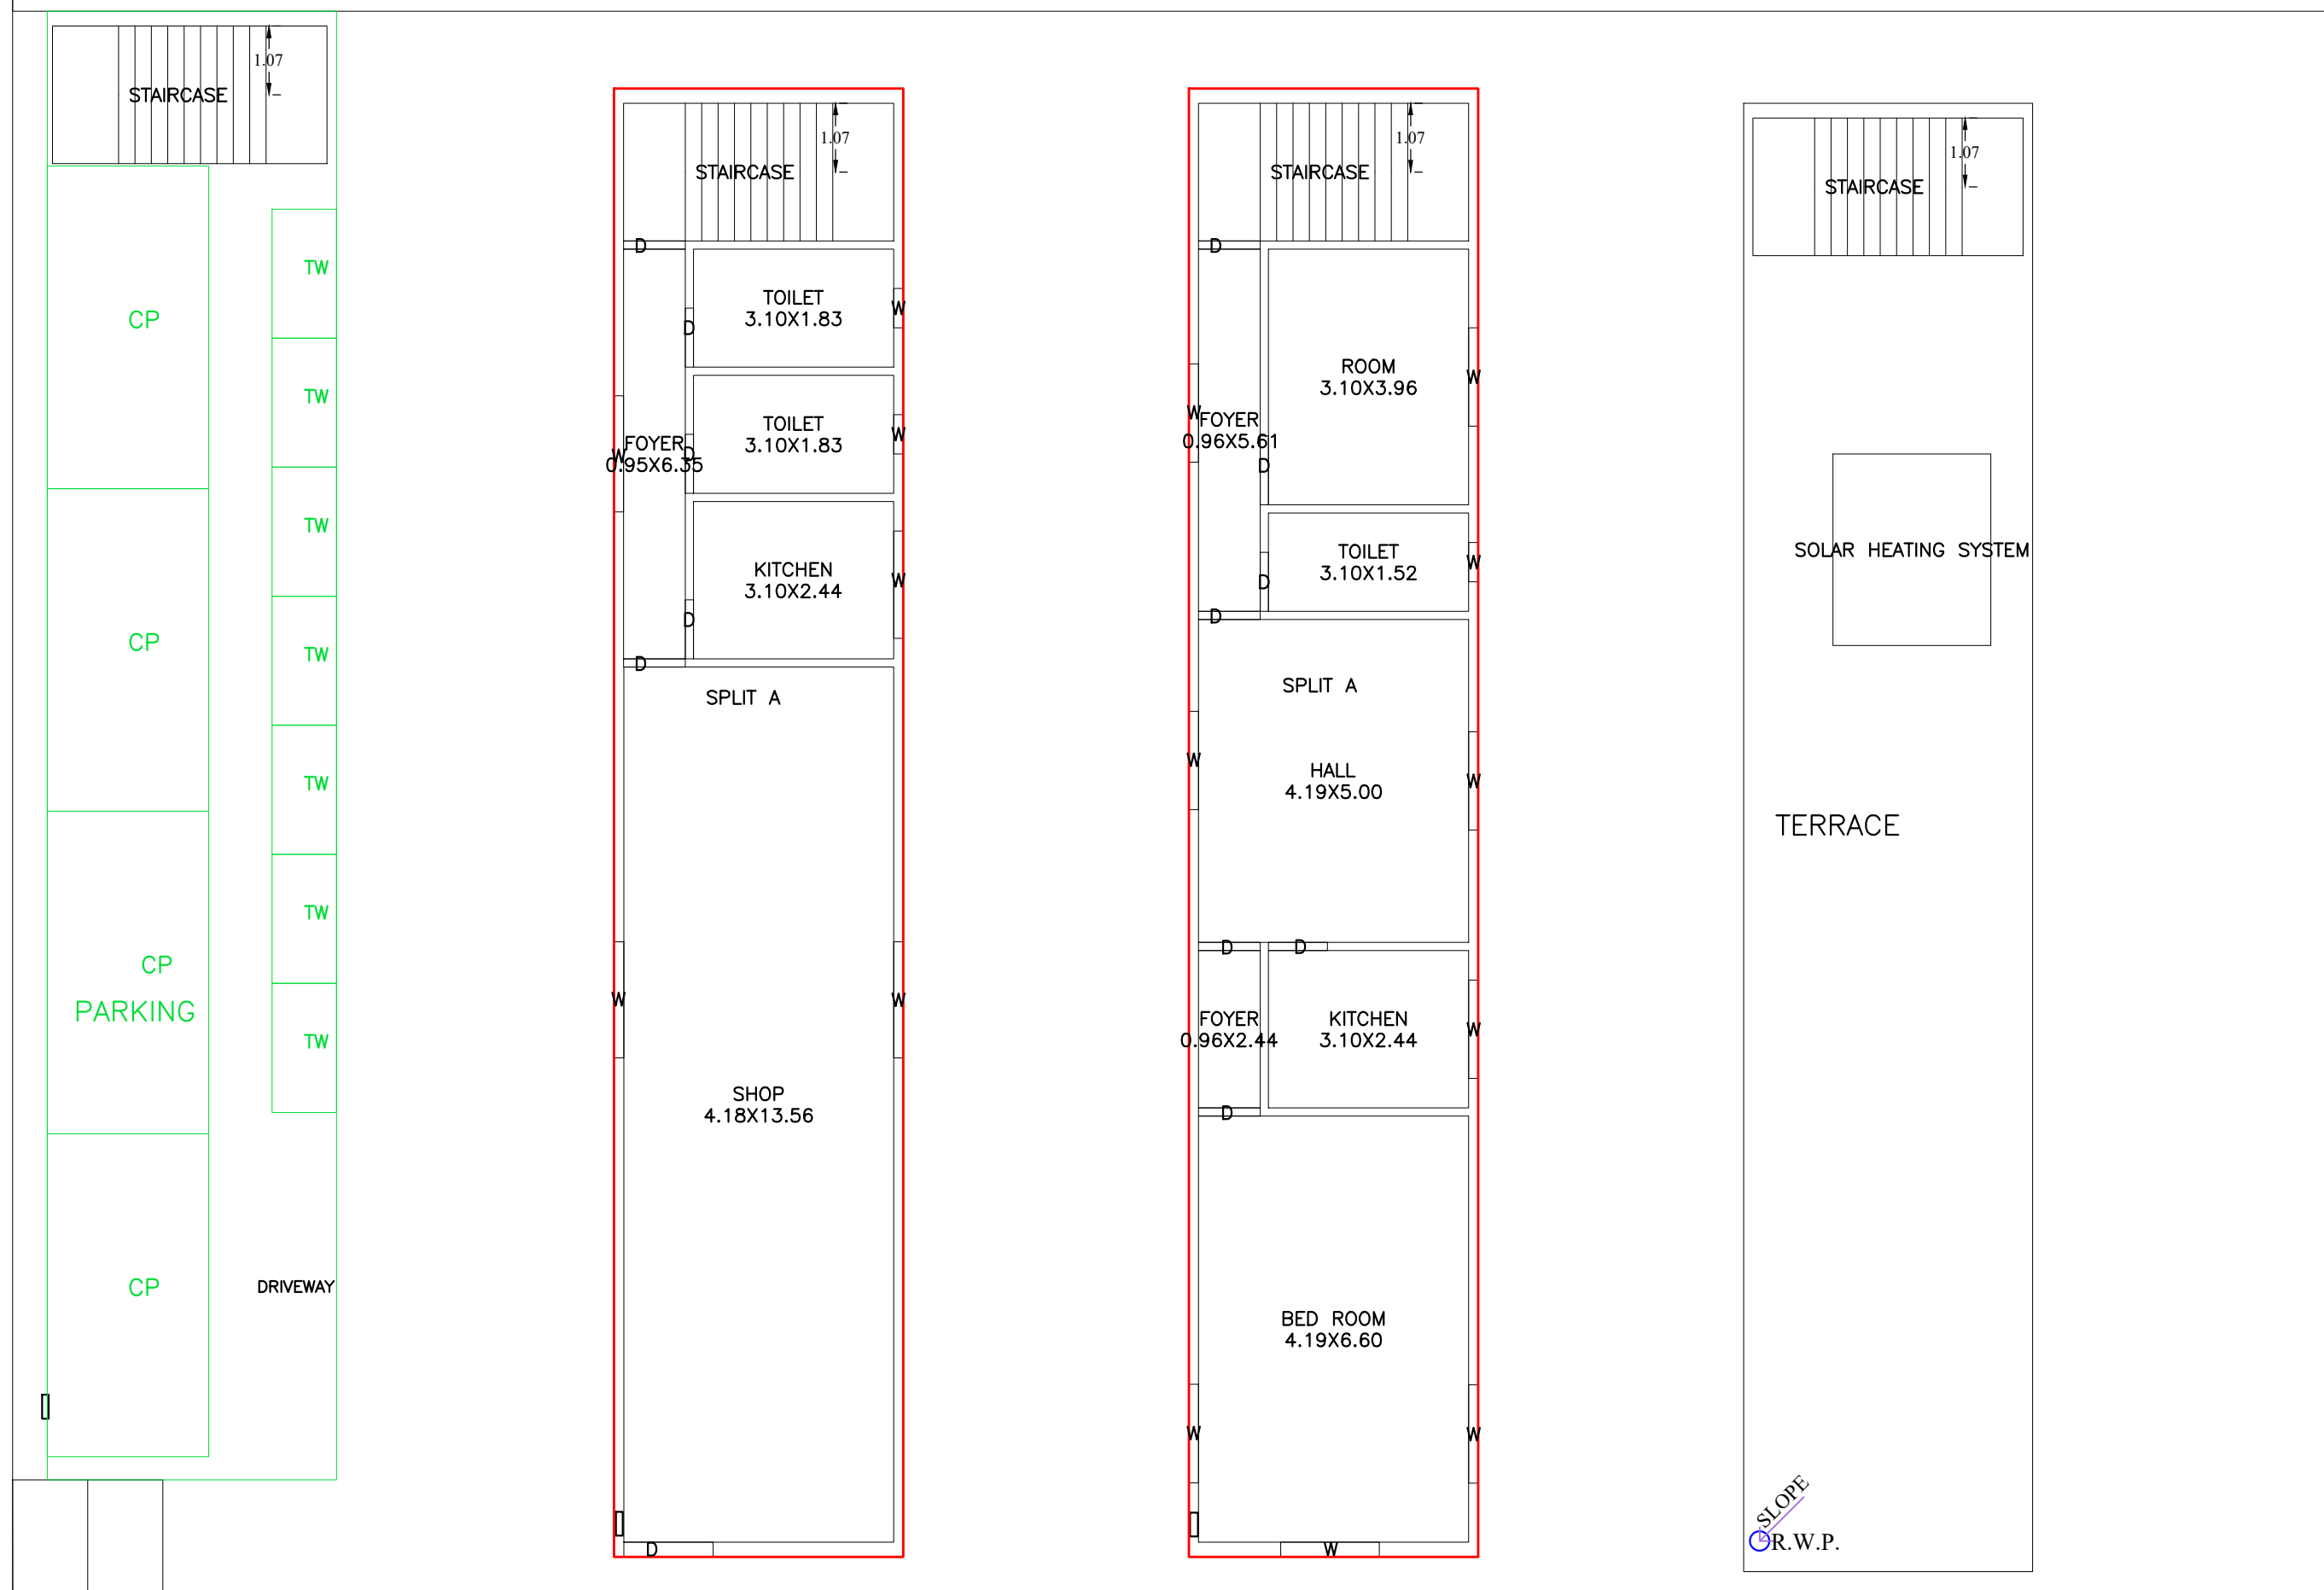 1.07
STAIRCASE
CP
CP
CP
PARKING
CP
TW
TW
TW
TW
TW
TW
TW
DRIVEWAY
1.07
STAIRCASE
D
TOILET
3.10X1.83
W
D
TOILET
3.10X1.83
W
D
FOYER
0.95X6.35
W
KITCHEN
3.10X2.44
W
D
D
SPLIT A
W
W
SHOP
4.18X13.56
D
1.07
STAIRCASE
D
ROOM
3.10X3.96
W
W
FOYER
0.96X5.61
D
TOILET
3.10X1.52
W
D
D
SPLIT A
W
HALL
4.19X5.00
W
D
D
FOYER
0.96X2.44
KITCHEN
3.10X2.44
W
D
BED ROOM
4.19X6.60
W
W
W
1.07
STAIRCASE
SOLAR HEATING SYSTEM
TERRACE
SLOPE
R.W.P.